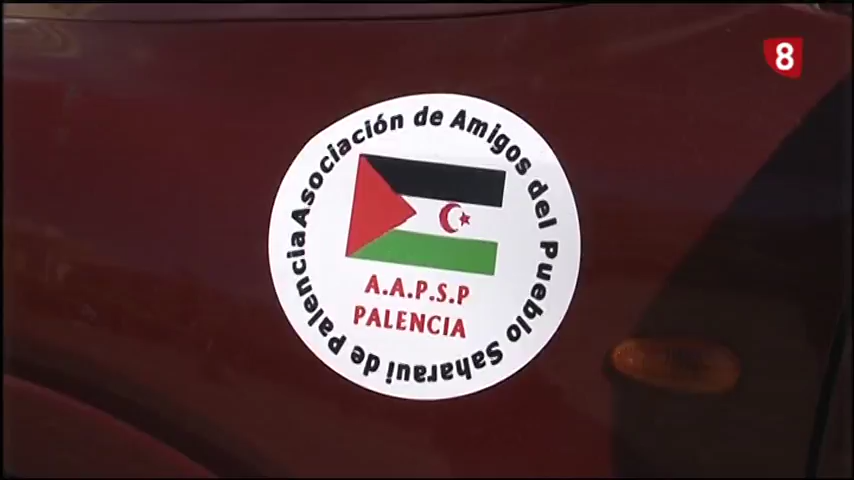 8
Asociación de Amigos del Pueblo Saharaui de Palencia
A.A.P.S.P
PALENCIA